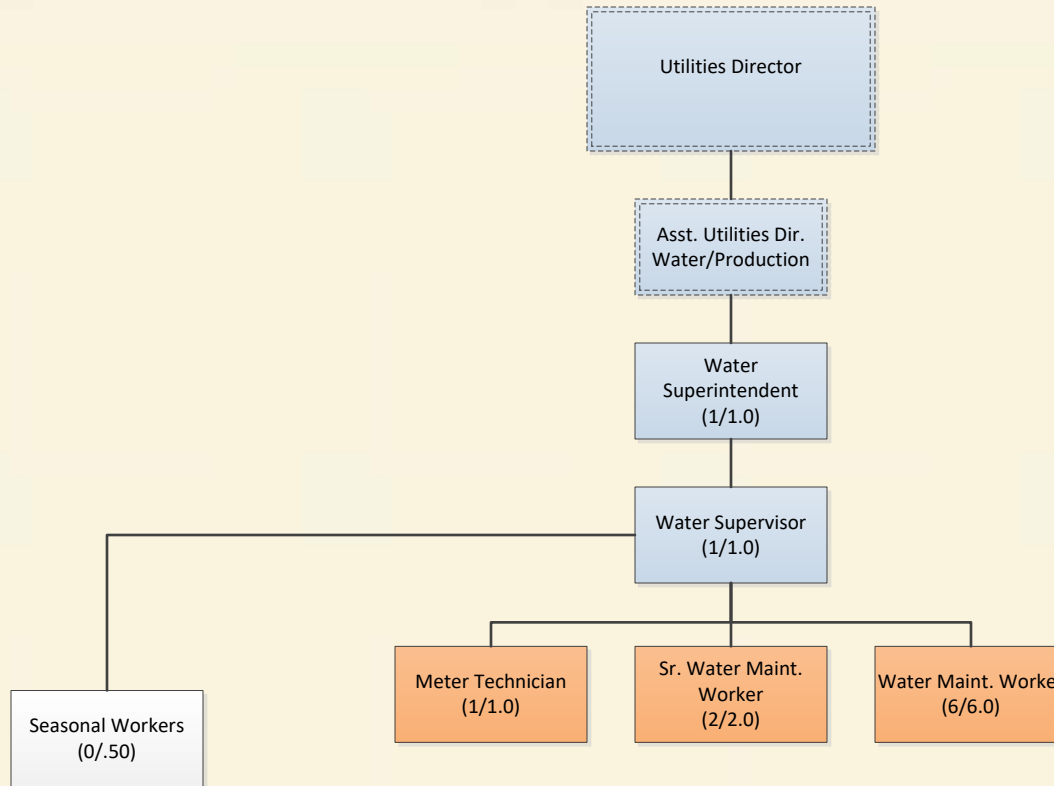 Utilities Director
Asst. Utilities Dir.
Water/Production
Water
Superintendent
(1/1.0)
Water Supervisor
(1/1.0)
Meter Technician
(1/1.0)
Sr. Water Maint.
Worker
(2/2.0)
Water Maint. Worke
(6/6.0)
Seasonal Workers
(0/.50)